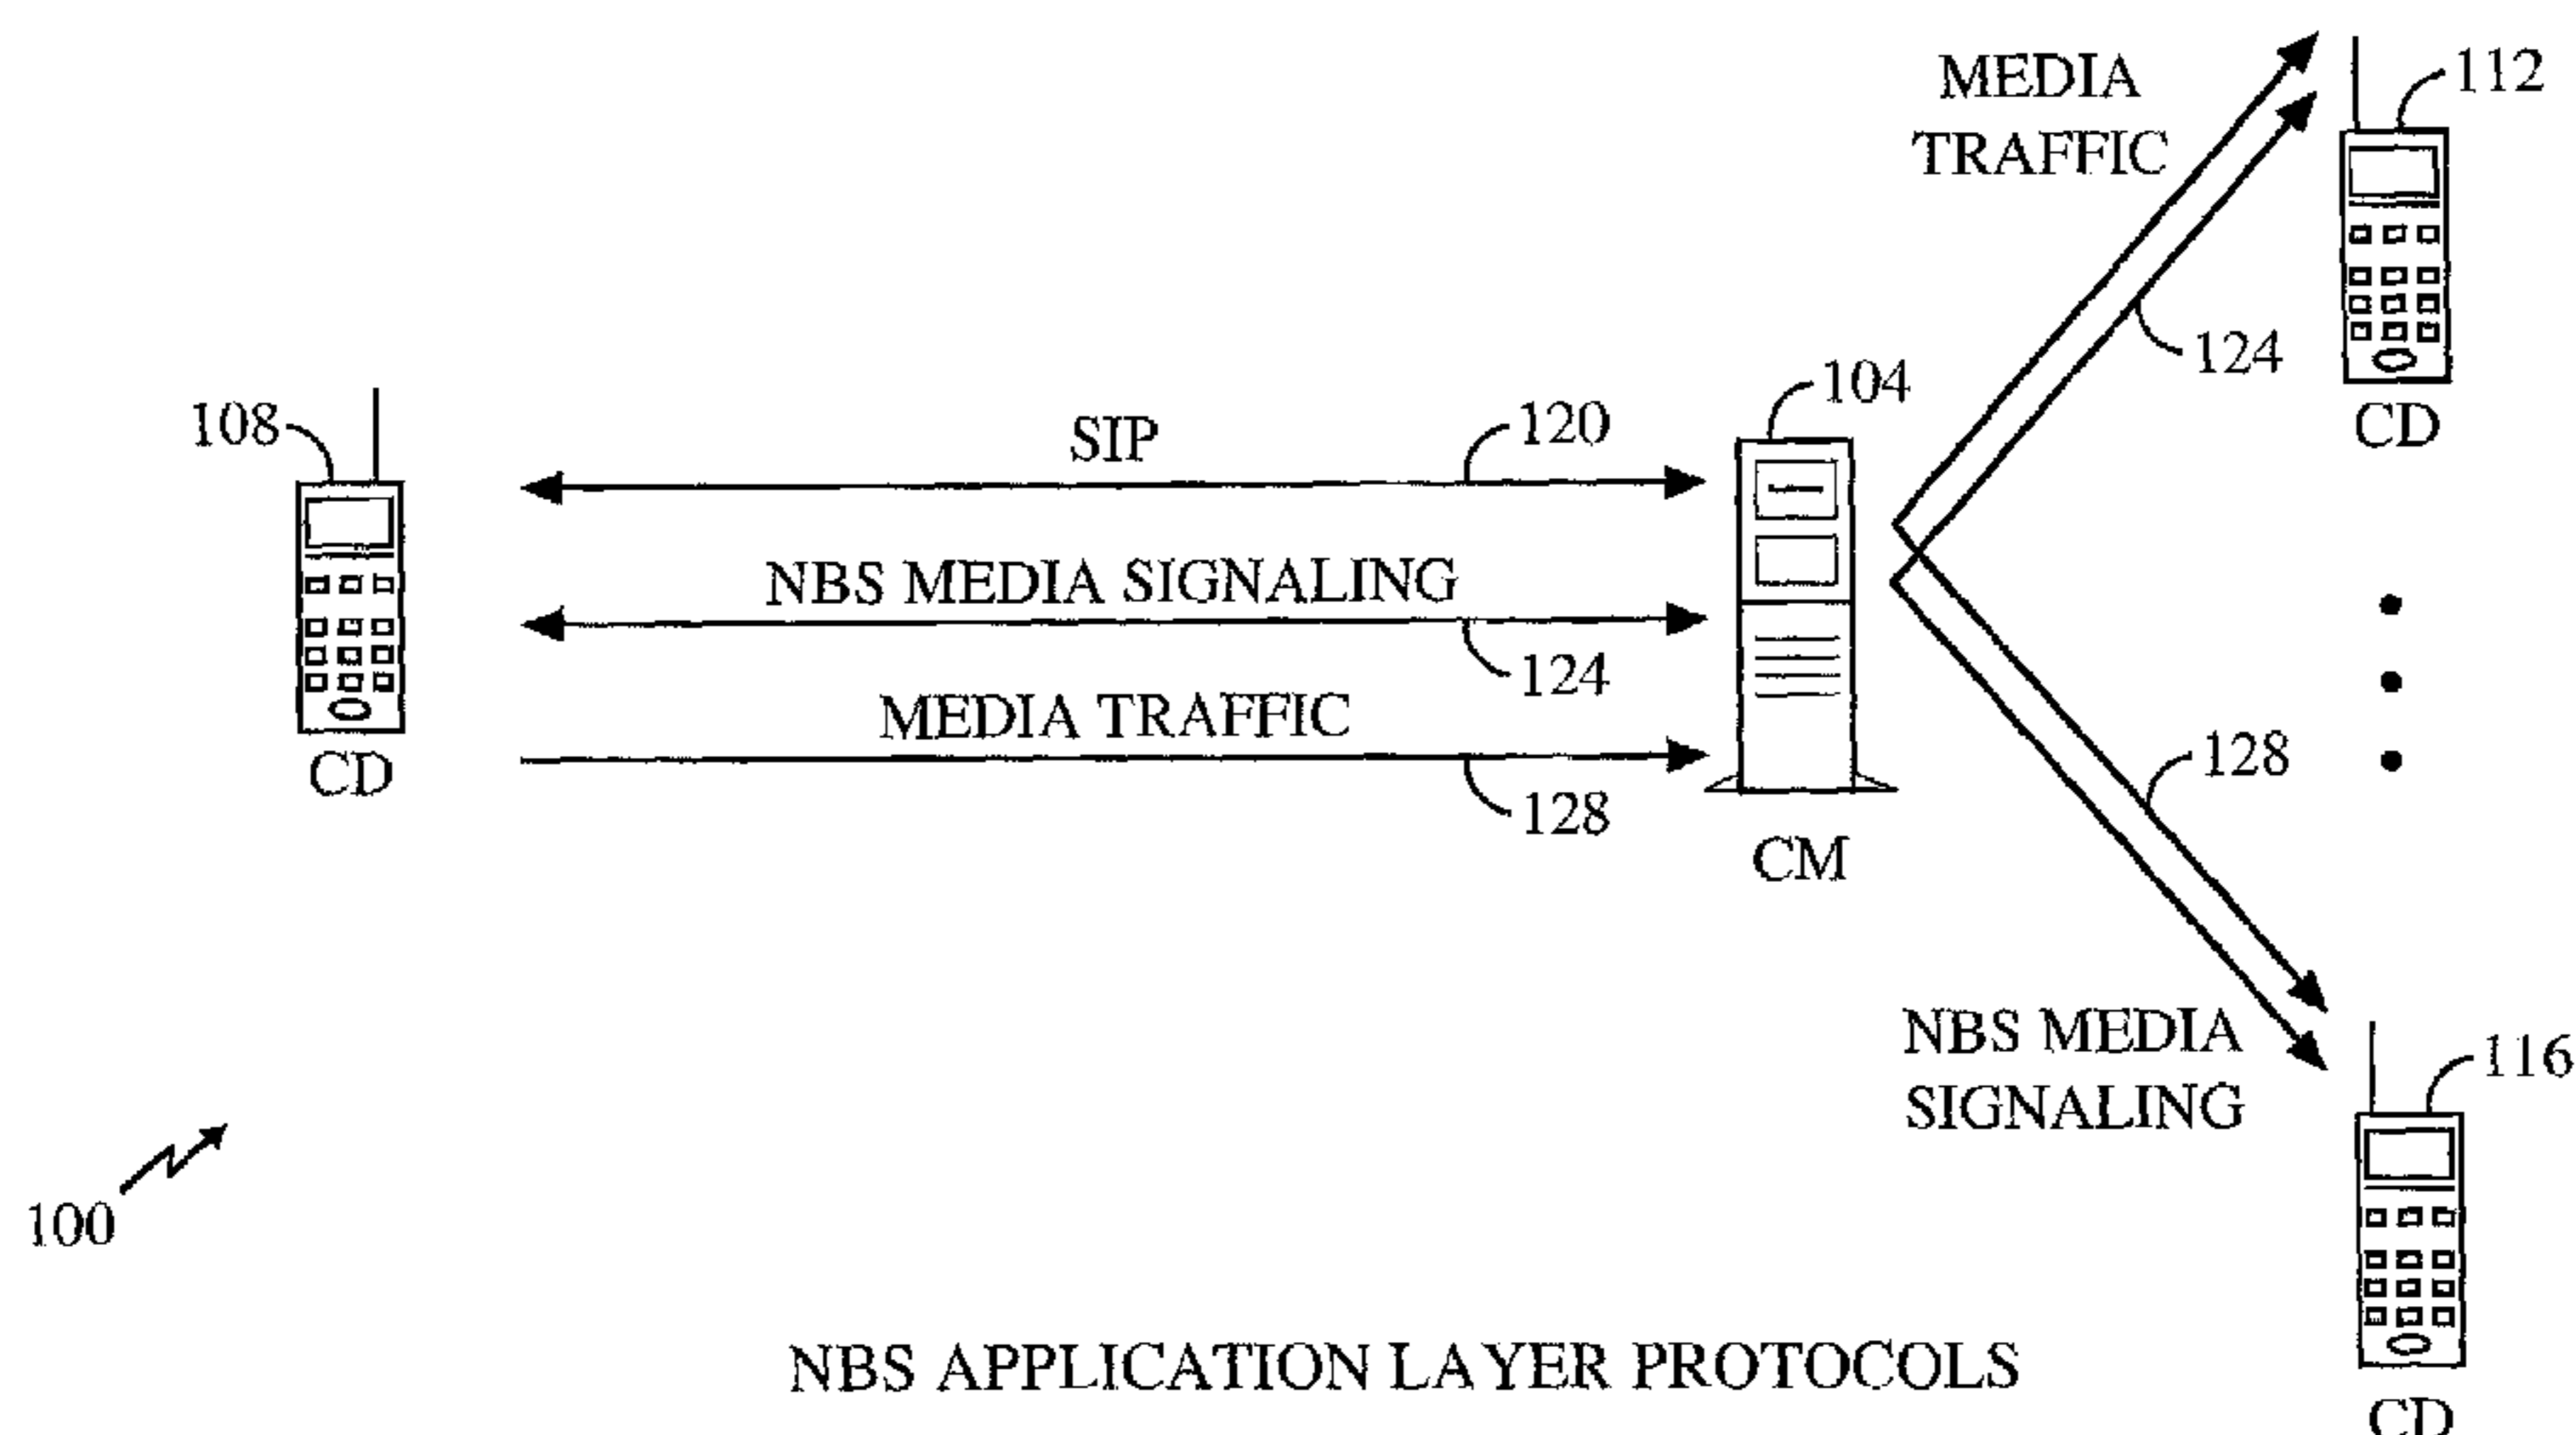 MEDIA
TRAFFIC
112
124
CD
104
108
SIP
120
NBS MEDIA SIGNALING
124
MEDIA TRAFFIC
128
CD
CM
128
NBS MEDIA
SIGNALING
116
100
NBS APPLICATION LAYER PROTOCOLS
CD